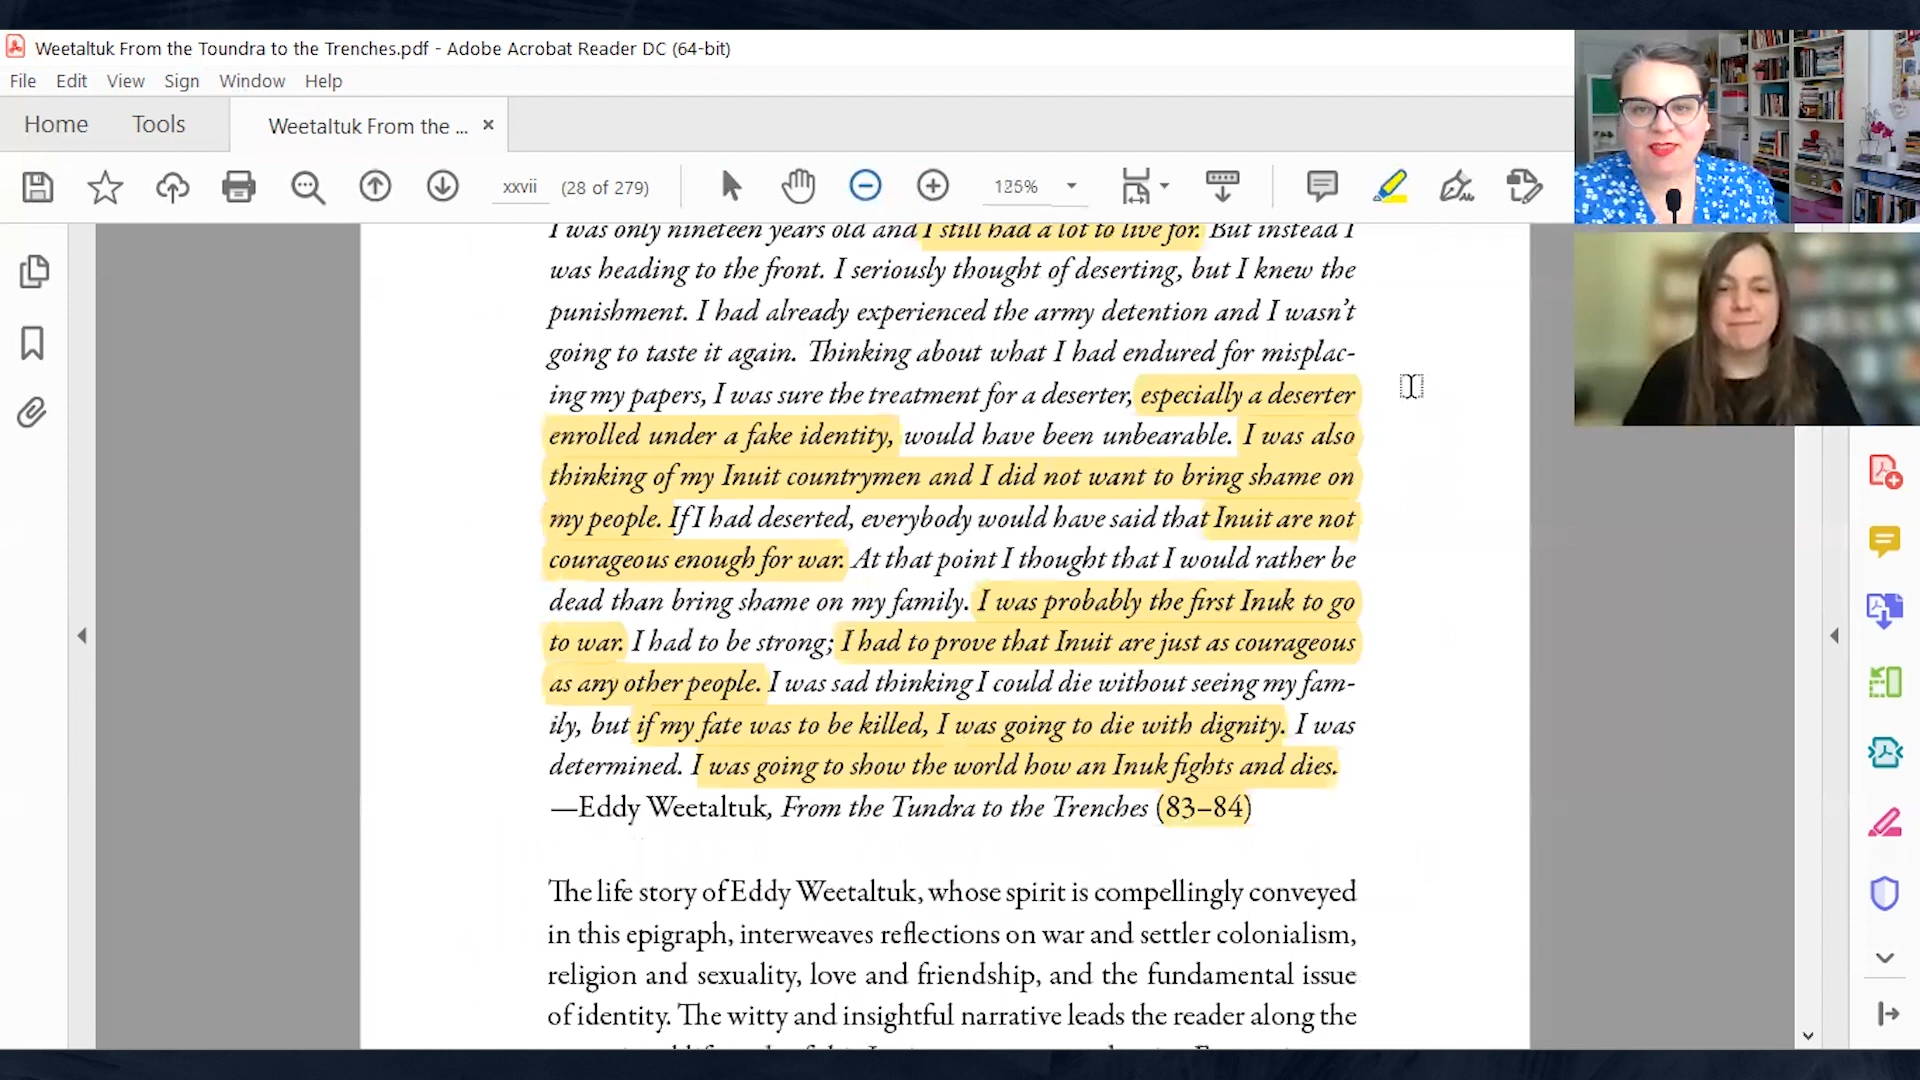 Weetaltuk From the Toundra to the Trenches.pdf - Adobe Acrobat Reader DC (64-bit)
File Edit View Sign Window Help
Home Tools Weetaltuk From the ... ×
xxvii (28 of 279) 125%
I was only nineteen years old and I still had a lot to live for. But instead I
was heading to the front. I seriously thought of deserting, but I knew the
punishment. I had already experienced the army detention and I wasn't
going to taste it again. Thinking about what I had endured for misplac-
ing my papers, I was sure the treatment for a deserter, especially a deserter
enrolled under a fake identity, would have been unbearable. I was also
thinking of my Inuit countrymen and I did not want to bring shame on
my people. If I had deserted, everybody would have said that Inuit are not
courageous enough for war. At that point I thought that I would rather be
dead than bring shame on my family. I was probably the first Inuk to go
to war. I had to be strong; I had to prove that Inuit are just as courageous
as any other people. I was sad thinking I could die without seeing my fam-
ily, but if my fate was to be killed, I was going to die with dignity. I was
determined. I was going to show the world how an Inuk fights and dies.
—Eddy Weetaltuk, From the Tundra to the Trenches (83–84)
The life story of Eddy Weetaltuk, whose spirit is compellingly conveyed
in this epigraph, interweaves reflections on war and settler colonialism,
religion and sexuality, love and friendship, and the fundamental issue
of identity. The witty and insightful narrative leads the reader along the